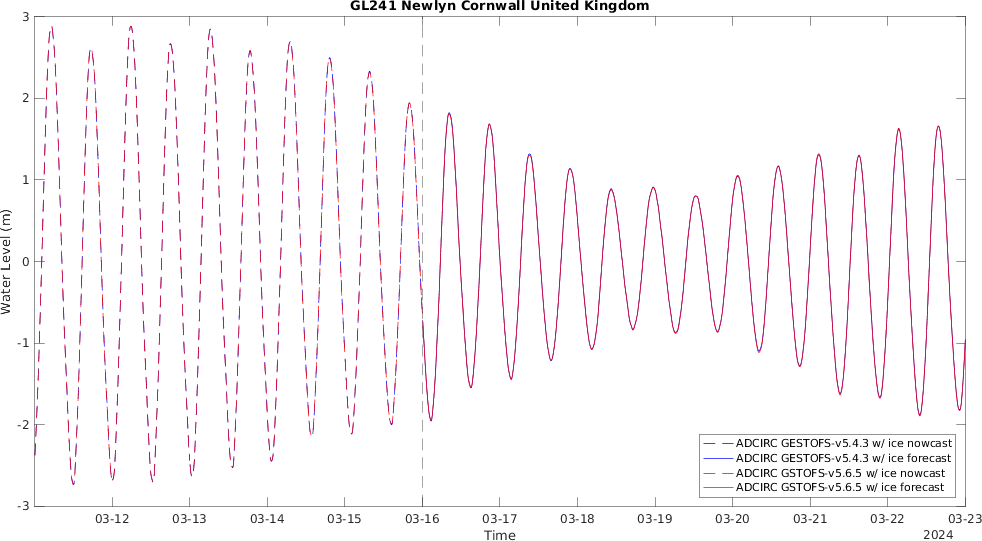 GL241 Newlyn Cornwall United Kingdom
3
2
1
0
-1
-2
-3
Water Level (m)
ADCIRC GESTOFS-v5.4.3 w/ ice nowcast
ADCIRC GESTOFS-v5.4.3 w/ ice forecast
ADCIRC GSTOFS-v5.6.5 w/ ice nowcast
ADCIRC GSTOFS-v5.6.5 w/ ice forecast
03-12 03-13 03-14 03-15 03-16 03-17 03-18 03-19 03-20 03-21 03-22 03-23
Time 2024